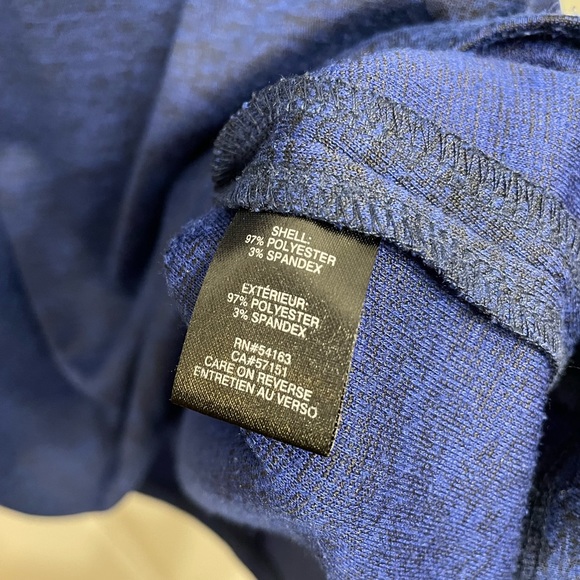 SHELL:
97% POLYESTER
3% SPANDEX
EXTÉRIEUR:
97% POLYESTER
3% SPANDEX
RN#54163
CA#57151
CARE ON REVERSE
ENTRETIEN AU VERSO